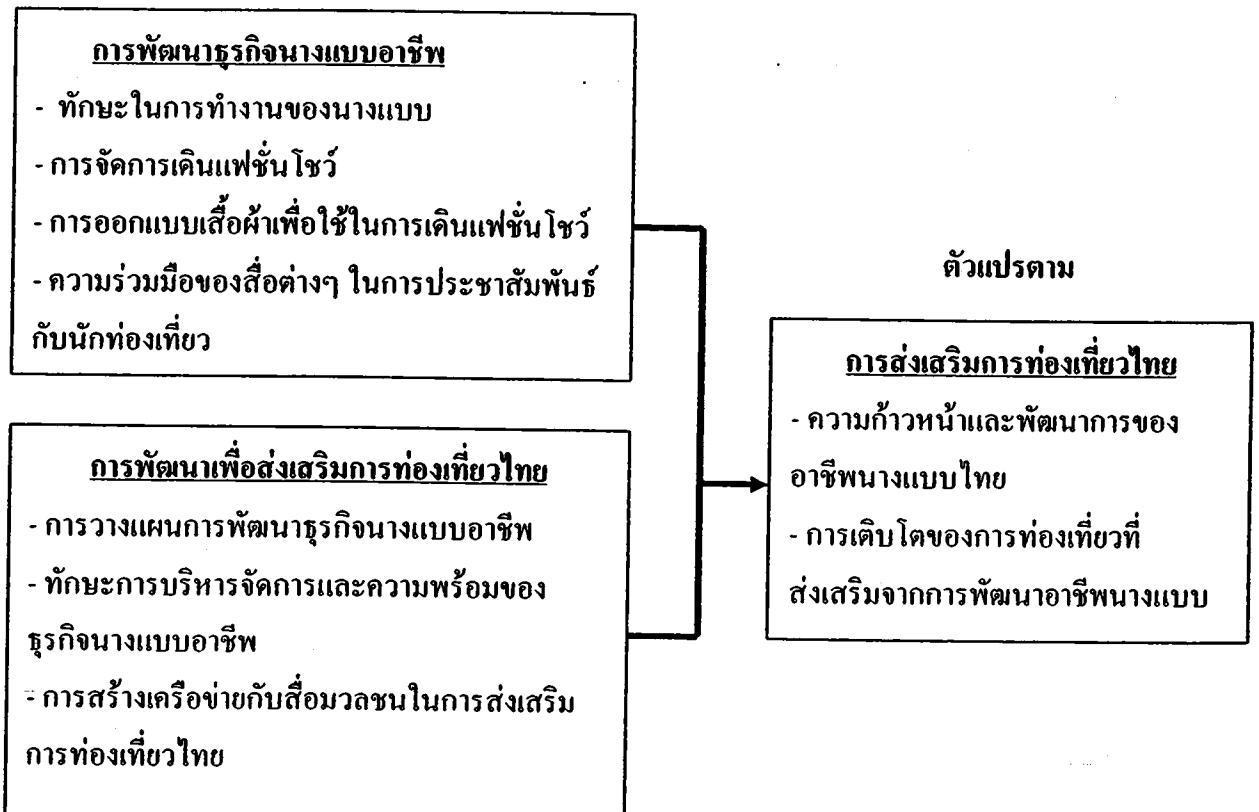 การพัฒนาธุรกิจนางแบบอาชีพ
- ทักษะในการทำงานของนางแบบ
- การจัดการเดินแฟชั่นโชว์
- การออกแบบเสื้อผ้าเพื่อใช้ในการเดินแฟชั่นโชว์
- ความร่วมมือของสื่อต่างๆ ในการประชาสัมพันธ์
กับนักท่องเที่ยว
การพัฒนาเพื่อส่งเสริมการท่องเที่ยวไทย
- การวางแผนการพัฒนาธุรกิจนางแบบอาชีพ
- ทักษะการบริหารจัดการและความพร้อมของ
ธุรกิจนางแบบอาชีพ
- การสร้างเครือข่ายกับสื่อมวลชนในการส่งเสริม
การท่องเที่ยวไทย
ตัวแปรตาม
การส่งเสริมการท่องเที่ยวไทย
- ความก้าวหน้าและพัฒนาการของ
อาชีพนางแบบไทย
- การเติบโตของการท่องเที่ยวที่
ส่งเสริมจากการพัฒนาอาชีพนางแบบ